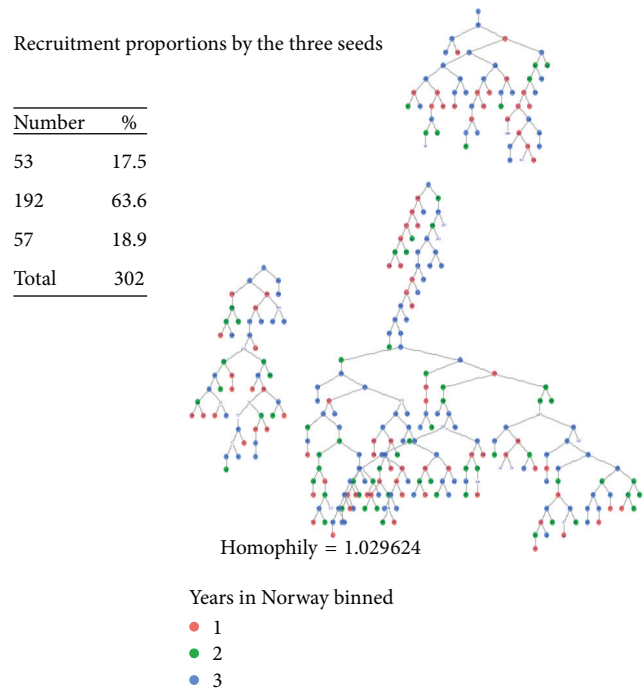 Recruitment proportions by the three seeds
Number %
53 17.5
192 63.6
57 18.9
Total 302
Homophily = 1.029624
Years in Norway binned
1
2
3